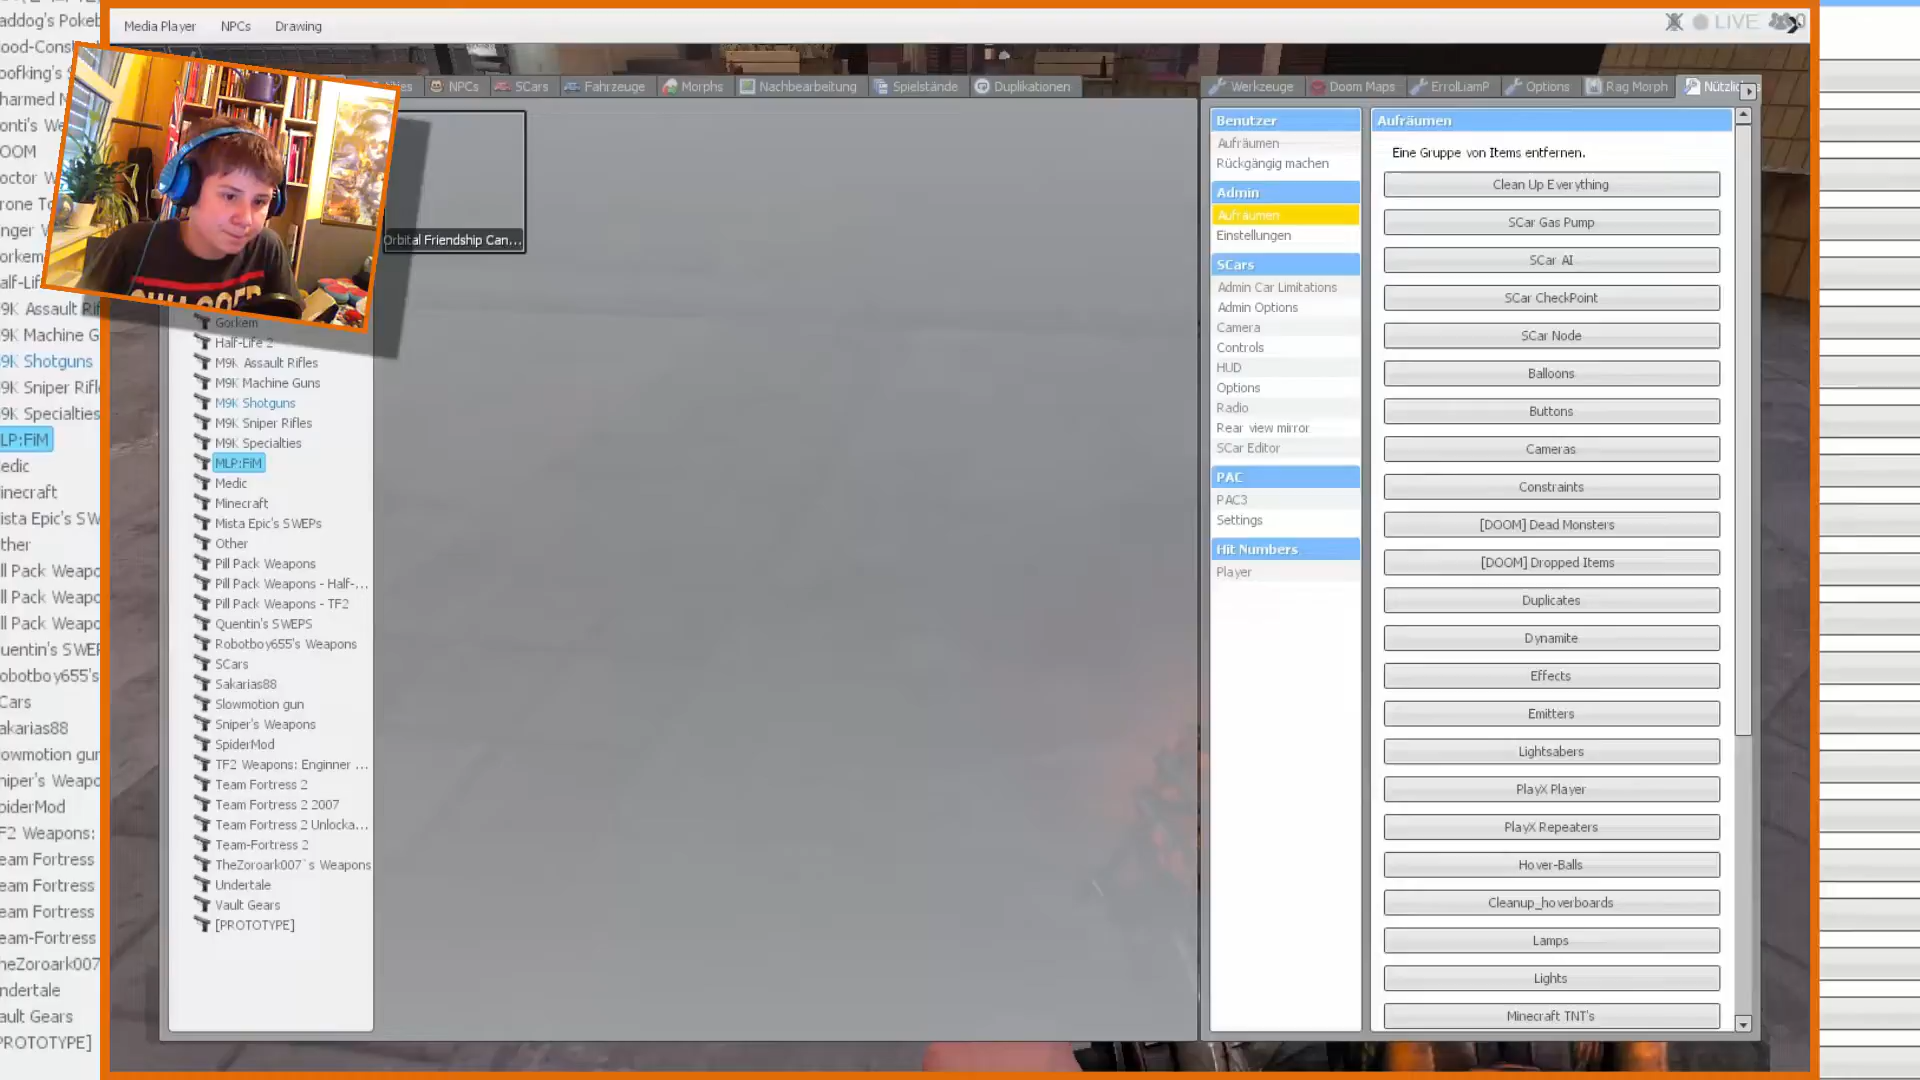 Media Player NPCs Drawing
LIVE 0
NPCs SCars Fahrzeuge Morphs Nachbearbeitung Spielstände Duplikationen
Werkzeuge Doom Maps ErrolLiamP Options Rag Morph Nützlic
Orbital Friendship Can...
Gorkem
Half-Life 2
M9K Assault Rifles
M9K Machine Guns
M9K Shotguns
M9K Sniper Rifles
M9K Specialties
MLP:FiM
Medic
Minecraft
Mista Epic's SWEPs
Other
Pill Pack Weapons
Pill Pack Weapons - Half-...
Pill Pack Weapons - TF2
Quentin's SWEPS
Robotboy655's Weapons
SCars
Sakarias88
Slowmotion gun
Sniper's Weapons
SpiderMod
TF2 Weapons: Enginner ...
Team Fortress 2
Team Fortress 2 2007
Team Fortress 2 Unlocka...
Team-Fortress 2
TheZoroark007`s Weapons
Undertale
Vault Gears
[PROTOTYPE]
Benutzer
Aufräumen
Rückgängig machen
Admin
Aufräumen
Einstellungen
SCars
Admin Car Limitations
Admin Options
Camera
Controls
HUD
Options
Radio
Rear view mirror
SCar Editor
PAC
PAC3
Settings
Hit Numbers
Player
Aufräumen
Eine Gruppe von Items entfernen.
Clean Up Everything
SCar Gas Pump
SCar AI
SCar CheckPoint
SCar Node
Balloons
Buttons
Cameras
Constraints
[DOOM] Dead Monsters
[DOOM] Dropped Items
Duplicates
Dynamite
Effects
Emitters
Lightsabers
PlayX Player
PlayX Repeaters
Hover-Balls
Cleanup_hoverboards
Lamps
Lights
Minecraft TNT's